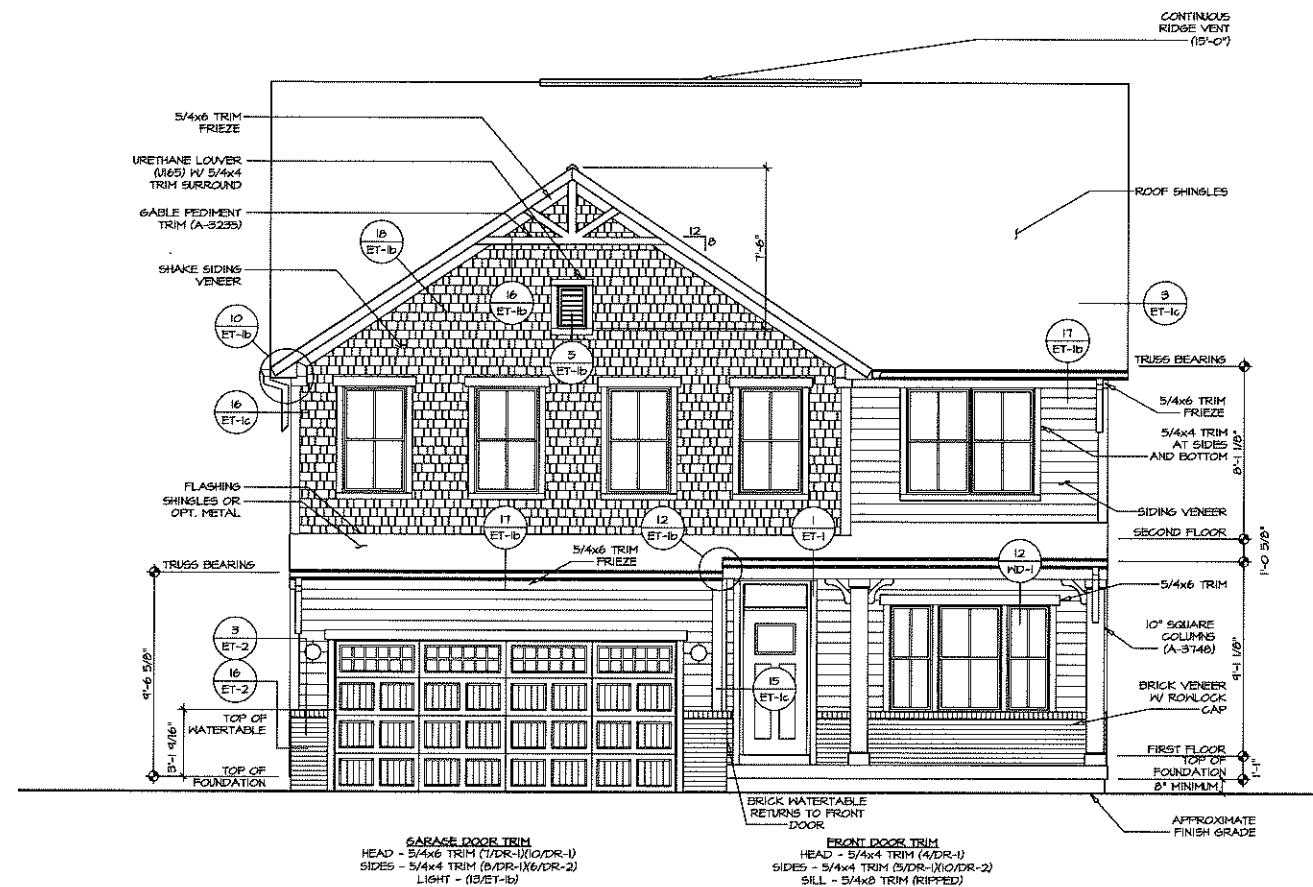 CONTINUOUS
RIDGE VENT
(15'-0")
5/4x6 TRIM
FRIEZE
URETHANE LOUVER
(U165) W/ 5/4x4
TRIM SURROUND
GABLE PEDIMENT
TRIM (A-3235)
SHAKE SIDING
VENEER
18
ET-1b
10
ET-1b
16
ET-1c
16
ET-1b
5
ET-1b
12
8
7'-6"
ROOF SHINGLES
3
ET-1c
17
ET-1b
TRUSS BEARING
5/4x6 TRIM
FRIEZE
5/4x4 TRIM
AT SIDES
AND BOTTOM
8'-1 1/8"
SIDING VENEER
SECOND FLOOR
1'-0 5/8"
FLASHING
SHINGLES OR
OPT. METAL
17
ET-1b
5/4x6 TRIM
FRIEZE
12
ET-1b
1
ET-1
12
WD-1
TRUSS BEARING
5/4x6 TRIM
10" SQUARE
COLUMNS
(A-3748)
9'-1 1/8"
BRICK VENEER
W/ ROWLOCK
CAP
FIRST FLOOR
TOP OF
FOUNDATION
1'-1"
8" MINIMUM
3
ET-2
16
ET-2
9'-6 5/8"
3'-1 9/16"
TOP OF
WATERTABLE
TOP OF
FOUNDATION
15
ET-1c
BRICK WATERTABLE
RETURNS TO FRONT
DOOR
APPROXIMATE
FINISH GRADE
GARAGE DOOR TRIM
HEAD - 5/4x6 TRIM (7/DR-1)(10/DR-1)
SIDES - 5/4x4 TRIM (8/DR-1)(6/DR-2)
LIGHT - (13/ET-1b)
FRONT DOOR TRIM
HEAD - 5/4x4 TRIM (4/DR-1)
SIDES - 5/4x4 TRIM (5/DR-1)(10/DR-2)
SILL - 5/4x8 TRIM (RIPPED)